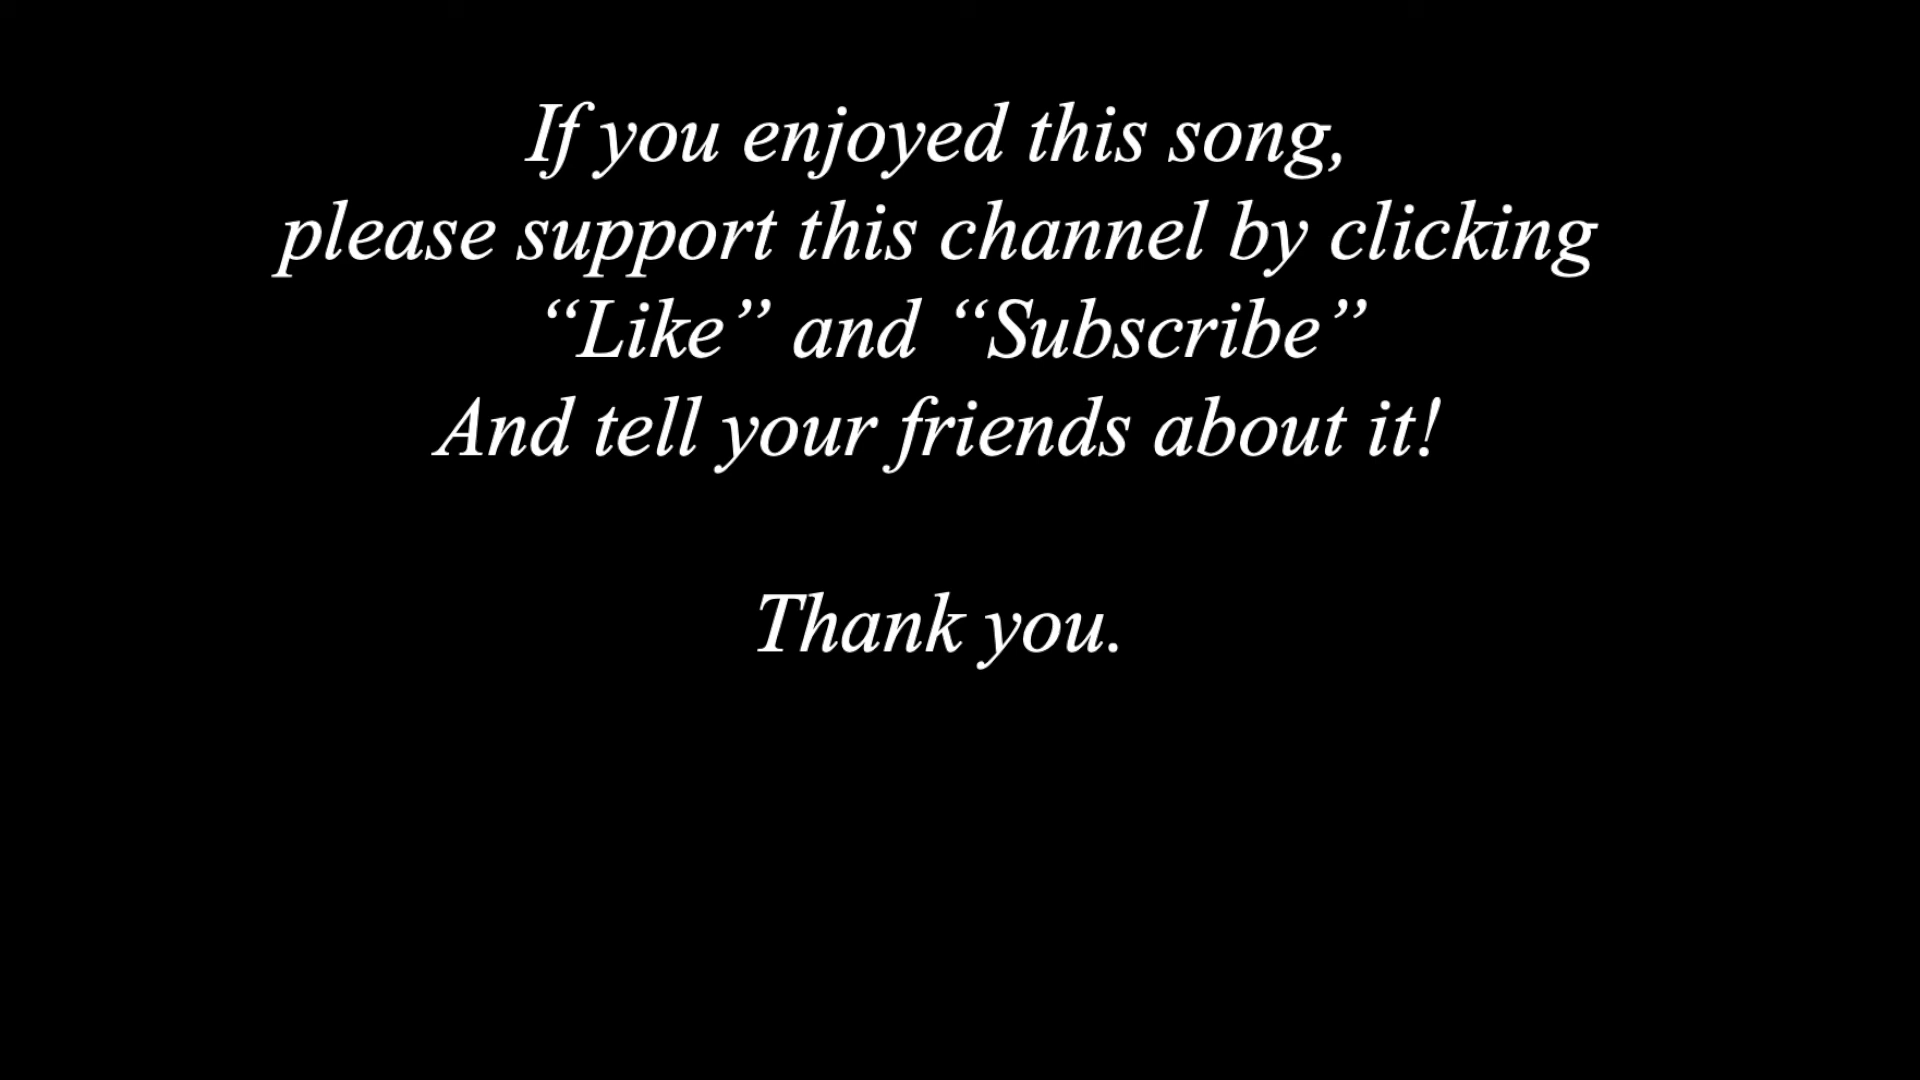 If you enjoyed this song,
please support this channel by clicking
“Like” and “Subscribe”
And tell your friends about it!
Thank you.